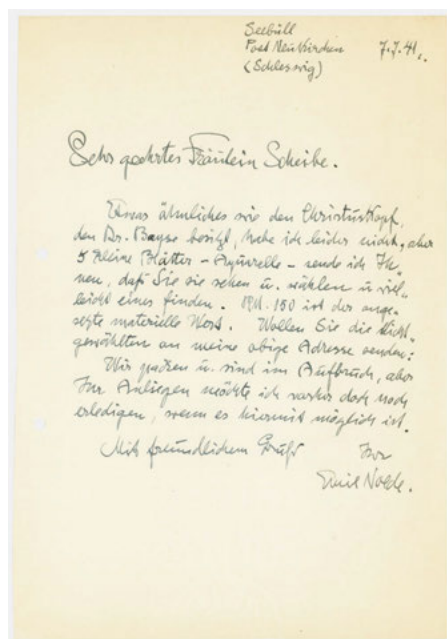 Seebüll
Post Neukirchen 7.7.41.
(Schleswig)
Sehr geehrtes Fräulein Scheibe.
Etwas ähnliches wie den Christuskopf,
den Dr. besitzt, habe ich leider nicht, aber
5 kleine Blätter - Aquarelle - sende ich Ih-
nen, daß Sie sie sehen u. wählen u. viel-
leicht eines finden. 150 ist der ange-
setzte materielle Wert. Wollen Sie die Nicht-
gewählten an meine obige Adresse senden:
Wir packen u. sind im Aufbruch, aber
Ihr Anliegen möchte ich vorher doch noch
erledigen, wenn es hiermit möglich ist.
Mit freundlichem Gruß Ihr
Emil Nolde.